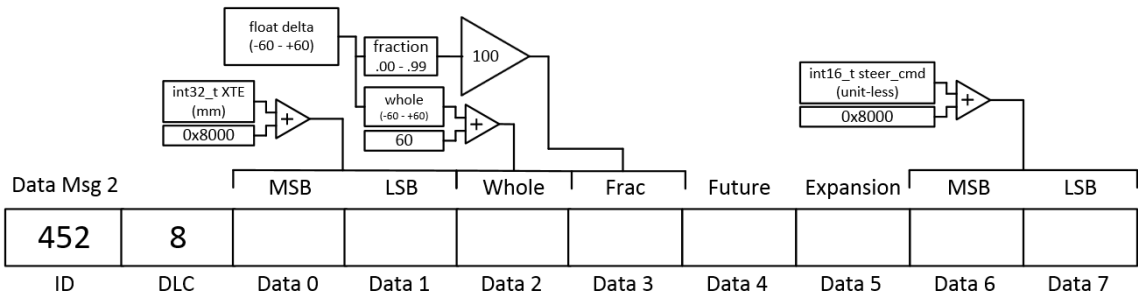 float delta
(-60 - +60)
fraction
.00 - .99
100
int32_t XTE
(mm)
0x8000
+
whole
(-60 - +60)
60
+
int16_t steer_cmd
(unit-less)
0x8000
+
Data Msg 2 MSB LSB Whole Frac Future Expansion MSB LSB
452 8
ID DLC Data 0 Data 1 Data 2 Data 3 Data 4 Data 5 Data 6 Data 7